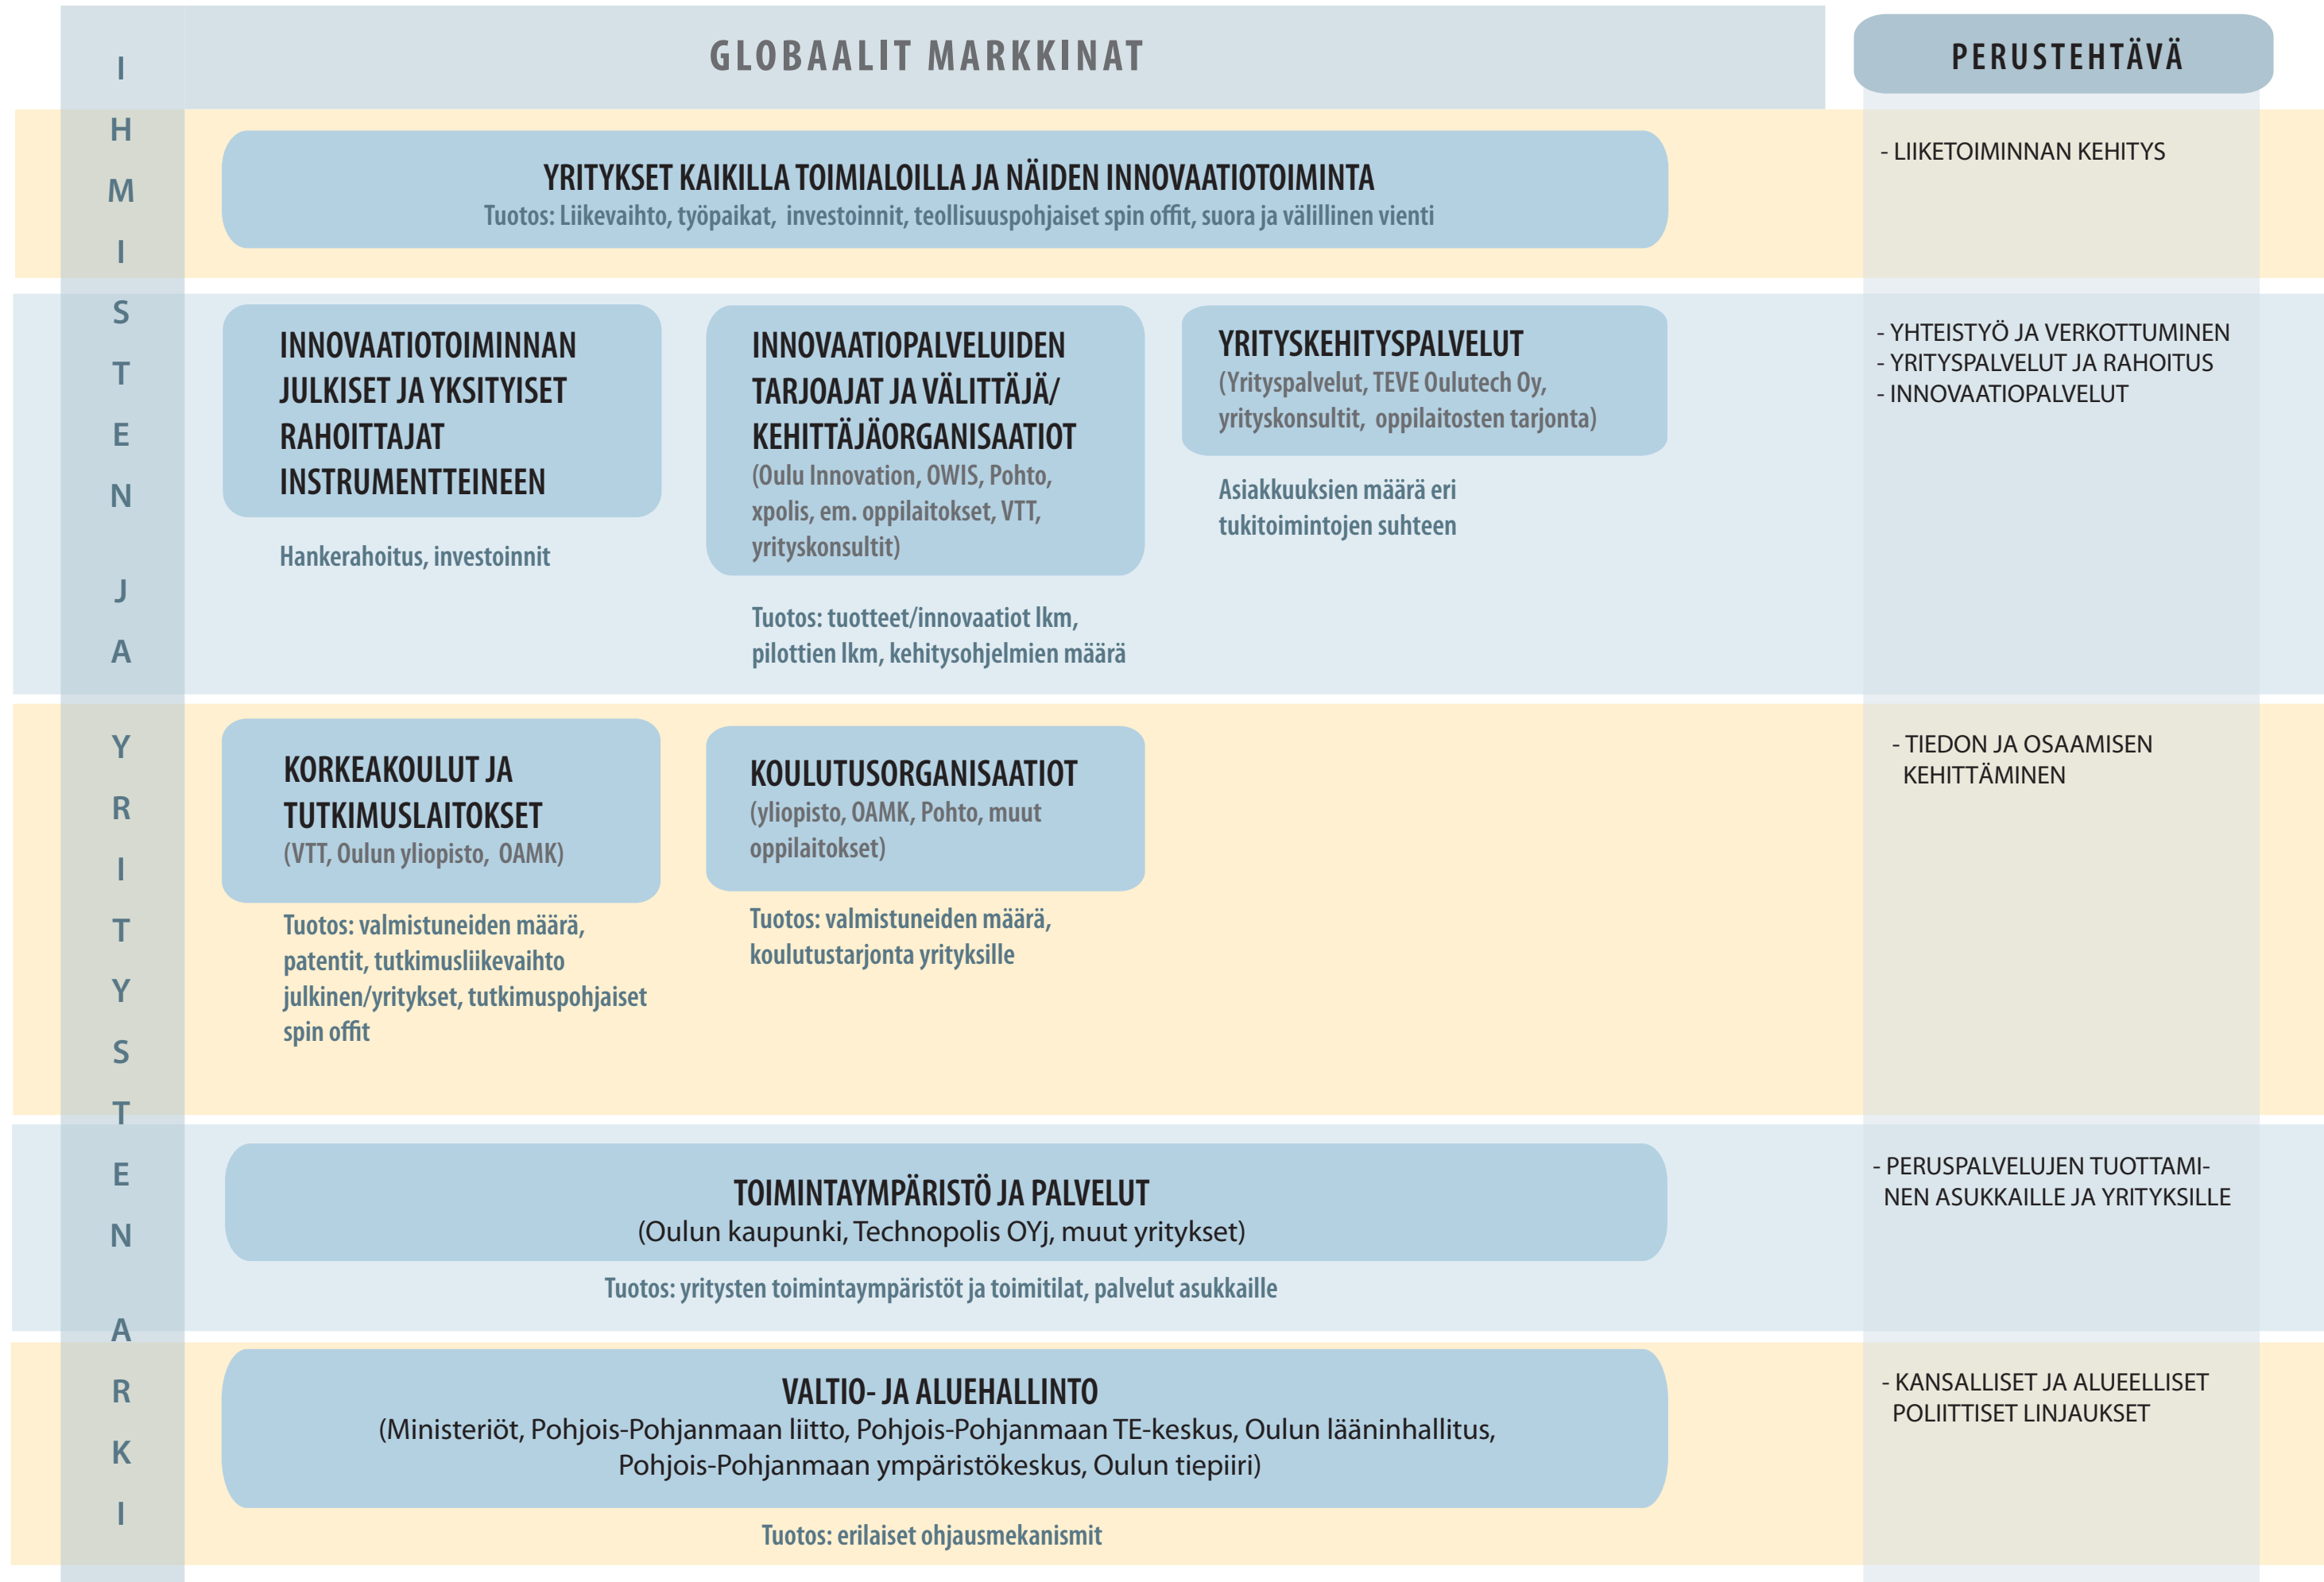 IHMISTEN JA YRITYSTEN ARKI
GLOBAALIT MARKKINAT
PERUSTEHTÄVÄ
YRITYKSET KAIKILLA TOIMIALOILLA JA NÄIDEN INNOVAATIOTOIMINTA
Tuotos: Liikevaihto, työpaikat, investoinnit, teollisuuspohjaiset spin offit, suora ja välillinen vienti
- LIIKETOIMINNAN KEHITYS
INNOVAATIOTOIMINNAN
JULKISET JA YKSITYISET
RAHOITTAJAT
INSTRUMENTTEINEEN
Hankerahoitus, investoinnit
INNOVAATIOPALVELUIDEN
TARJOAJAT JA VÄLITTÄJÄ/
KEHITTÄJÄORGANISAATIOT
(Oulu Innovation, OWIS, Pohto,
xpolis, em. oppilaitokset, VTT,
yrityskonsultit)
Tuotos: tuotteet/innovaatiot lkm,
pilottien lkm, kehitysohjelmien määrä
YRITYSKEHITYSPALVELUT
(Yrityspalvelut, TEVE Oulutech Oy,
yrityskonsultit, oppilaitosten tarjonta)
Asiakkuuksien määrä eri
tukitoimintojen suhteen
- YHTEISTYÖ JA VERKOTTUMINEN
- YRITYSPALVELUT JA RAHOITUS
- INNOVAATIOPALVELUT
KORKEAKOULUT JA
TUTKIMUSLAITOKSET
(VTT, Oulun yliopisto, OAMK)
Tuotos: valmistuneiden määrä,
patentit, tutkimusliikevaihto
julkinen/yritykset, tutkimuspohjaiset
spin offit
KOULUTUSORGANISAATIOT
(yliopisto, OAMK, Pohto, muut
oppilaitokset)
Tuotos: valmistuneiden määrä,
koulutustarjonta yrityksille
- TIEDON JA OSAAMISEN
KEHITTÄMINEN
TOIMINTAYMPÄRISTÖ JA PALVELUT
(Oulun kaupunki, Technopolis OYj, muut yritykset)
Tuotos: yritysten toimintaympäristöt ja toimitilat, palvelut asukkaille
- PERUSPALVELUJEN TUOTTAMI-
NEN ASUKKAILLE JA YRITYKSILLE
VALTIO- JA ALUEHALLINTO
(Ministeriöt, Pohjois-Pohjanmaan liitto, Pohjois-Pohjanmaan TE-keskus, Oulun lääninhallitus,
Pohjois-Pohjanmaan ympäristökeskus, Oulun tiepiiri)
Tuotos: erilaiset ohjausmekanismit
- KANSALLISET JA ALUEELLISET
POLIITTISET LINJAUKSET